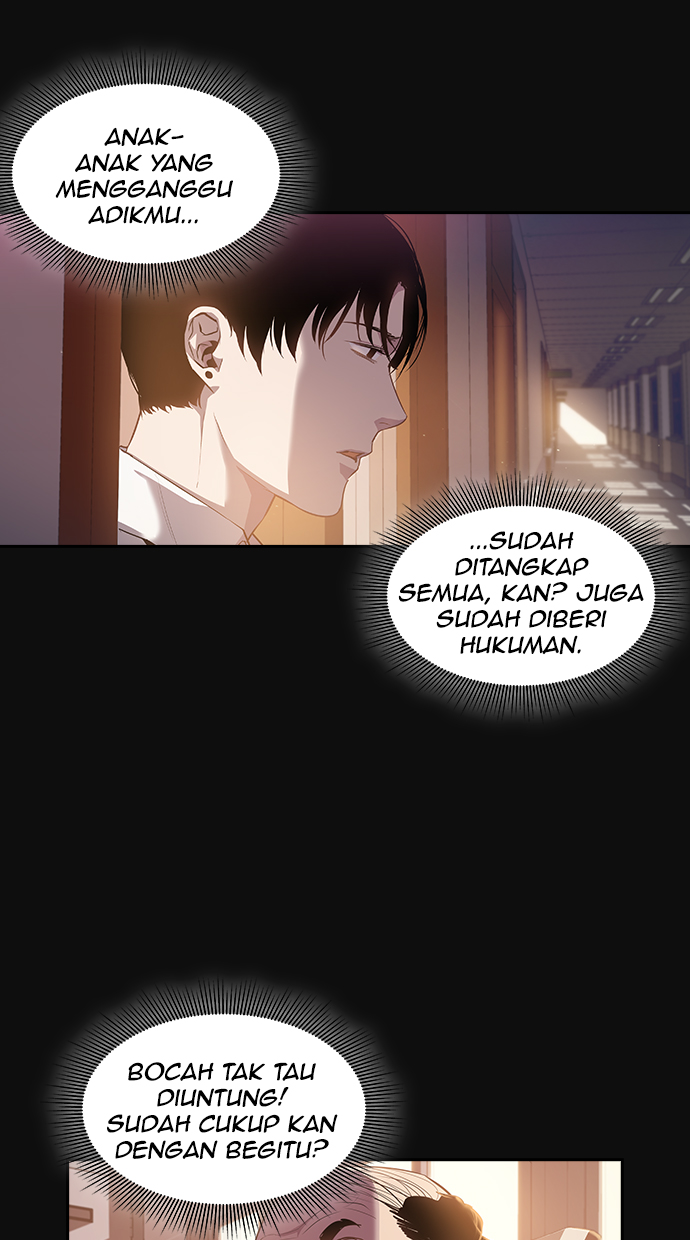 ANAK-
ANAK YANG
MENGGANGGU
ADIKMU...
...SUDAH
DITANGKAP
SEMUA, KAN? JUGA
SUDAH DIBERI
HUKUMAN.
BOCAH TAK TAU
DIUNTUNG!
SUDAH CUKUP KAN
DENGAN BEGITU?